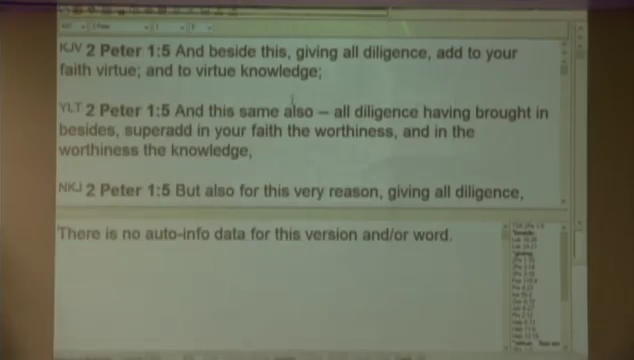 KJV 2 Peter 1:5 And beside this, giving all diligence, add to your
faith virtue; and to virtue knowledge;
YLT 2 Peter 1:5 And this same also – all diligence having brought in
besides, superadd in your faith the worthiness, and in the
worthiness the knowledge,
NKJ 2 Peter 1:5 But also for this very reason, giving all diligence,
There is no auto-info data for this version and/or word.